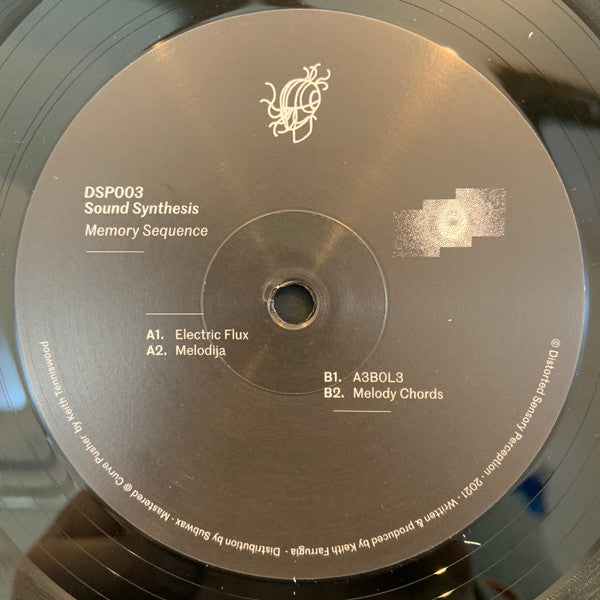 DSP003
Sound Synthesis
Memory Sequence
A1. Electric Flux
A2. Melodija
B1. A3B0L3
B2. Melody Chords
© Distorted Sensory Perception · 2021 · Written & produced by Keith Farrugia · Distribution by Subwax · Mastered @ Curve Pusher by Keith Tenniswood